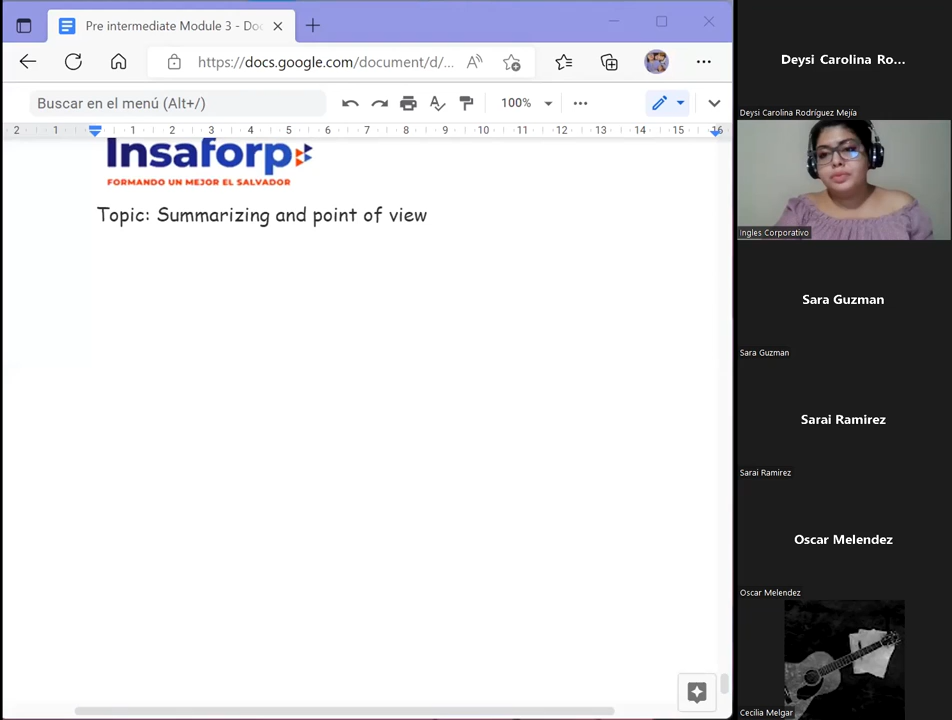 Pre intermediate Module 3 - Doc
https://docs.google.com/document/d/...
Buscar en el menú (Alt+/)
100%
2 1 1 2 3 4 5 6 7 8 9 10 11 12 13 14 15 16
Insaforp
FORMANDO UN MEJOR EL SALVADOR
Topic: Summarizing and point of view
Deysi Carolina Ro...
Deysi Carolina Rodríguez Mejía
Ingles Corporativo
Sara Guzman
Sara Guzman
Sarai Ramirez
Sarai Ramirez
Oscar Melendez
Oscar Melendez
Cecilia Melgar